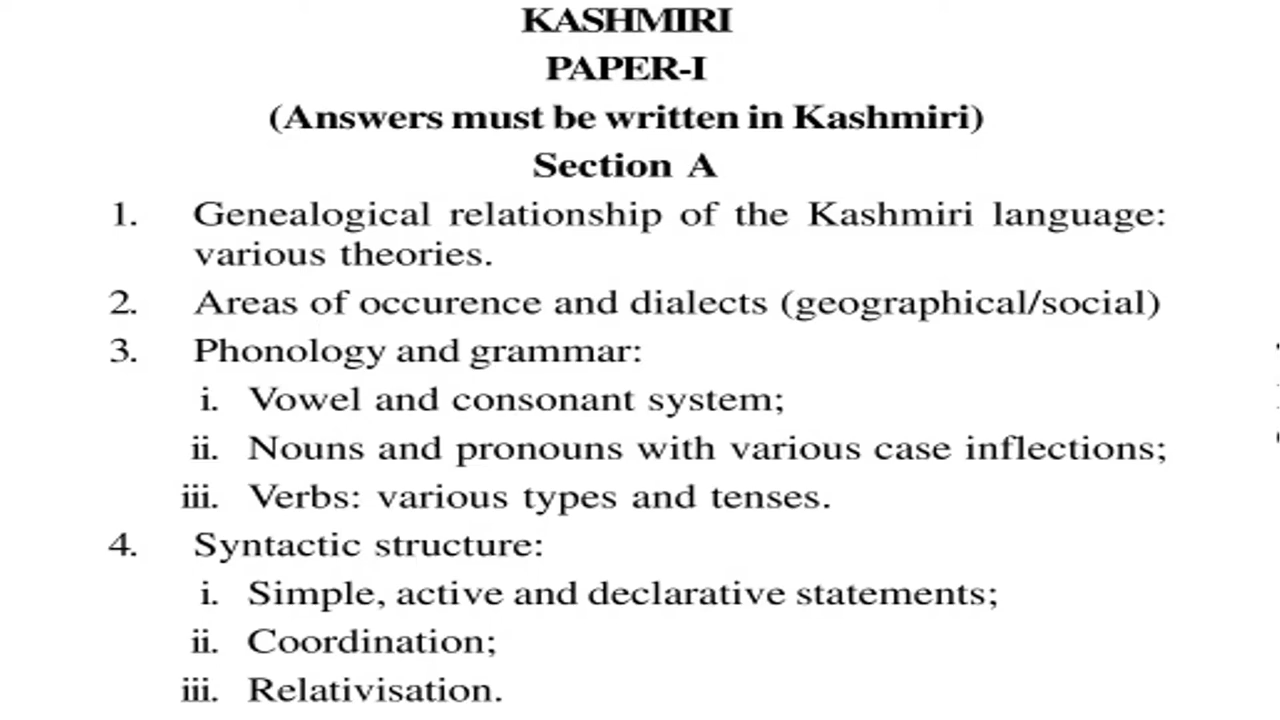 KASHMIRI
PAPER-I
(Answers must be written in Kashmiri)
Section A
1. Genealogical relationship of the Kashmiri language:
various theories.
2. Areas of occurence and dialects (geographical/social)
3. Phonology and grammar:
i. Vowel and consonant system;
ii. Nouns and pronouns with various case inflections;
iii. Verbs: various types and tenses.
4. Syntactic structure:
i. Simple, active and declarative statements;
ii. Coordination;
iii. Relativisation.